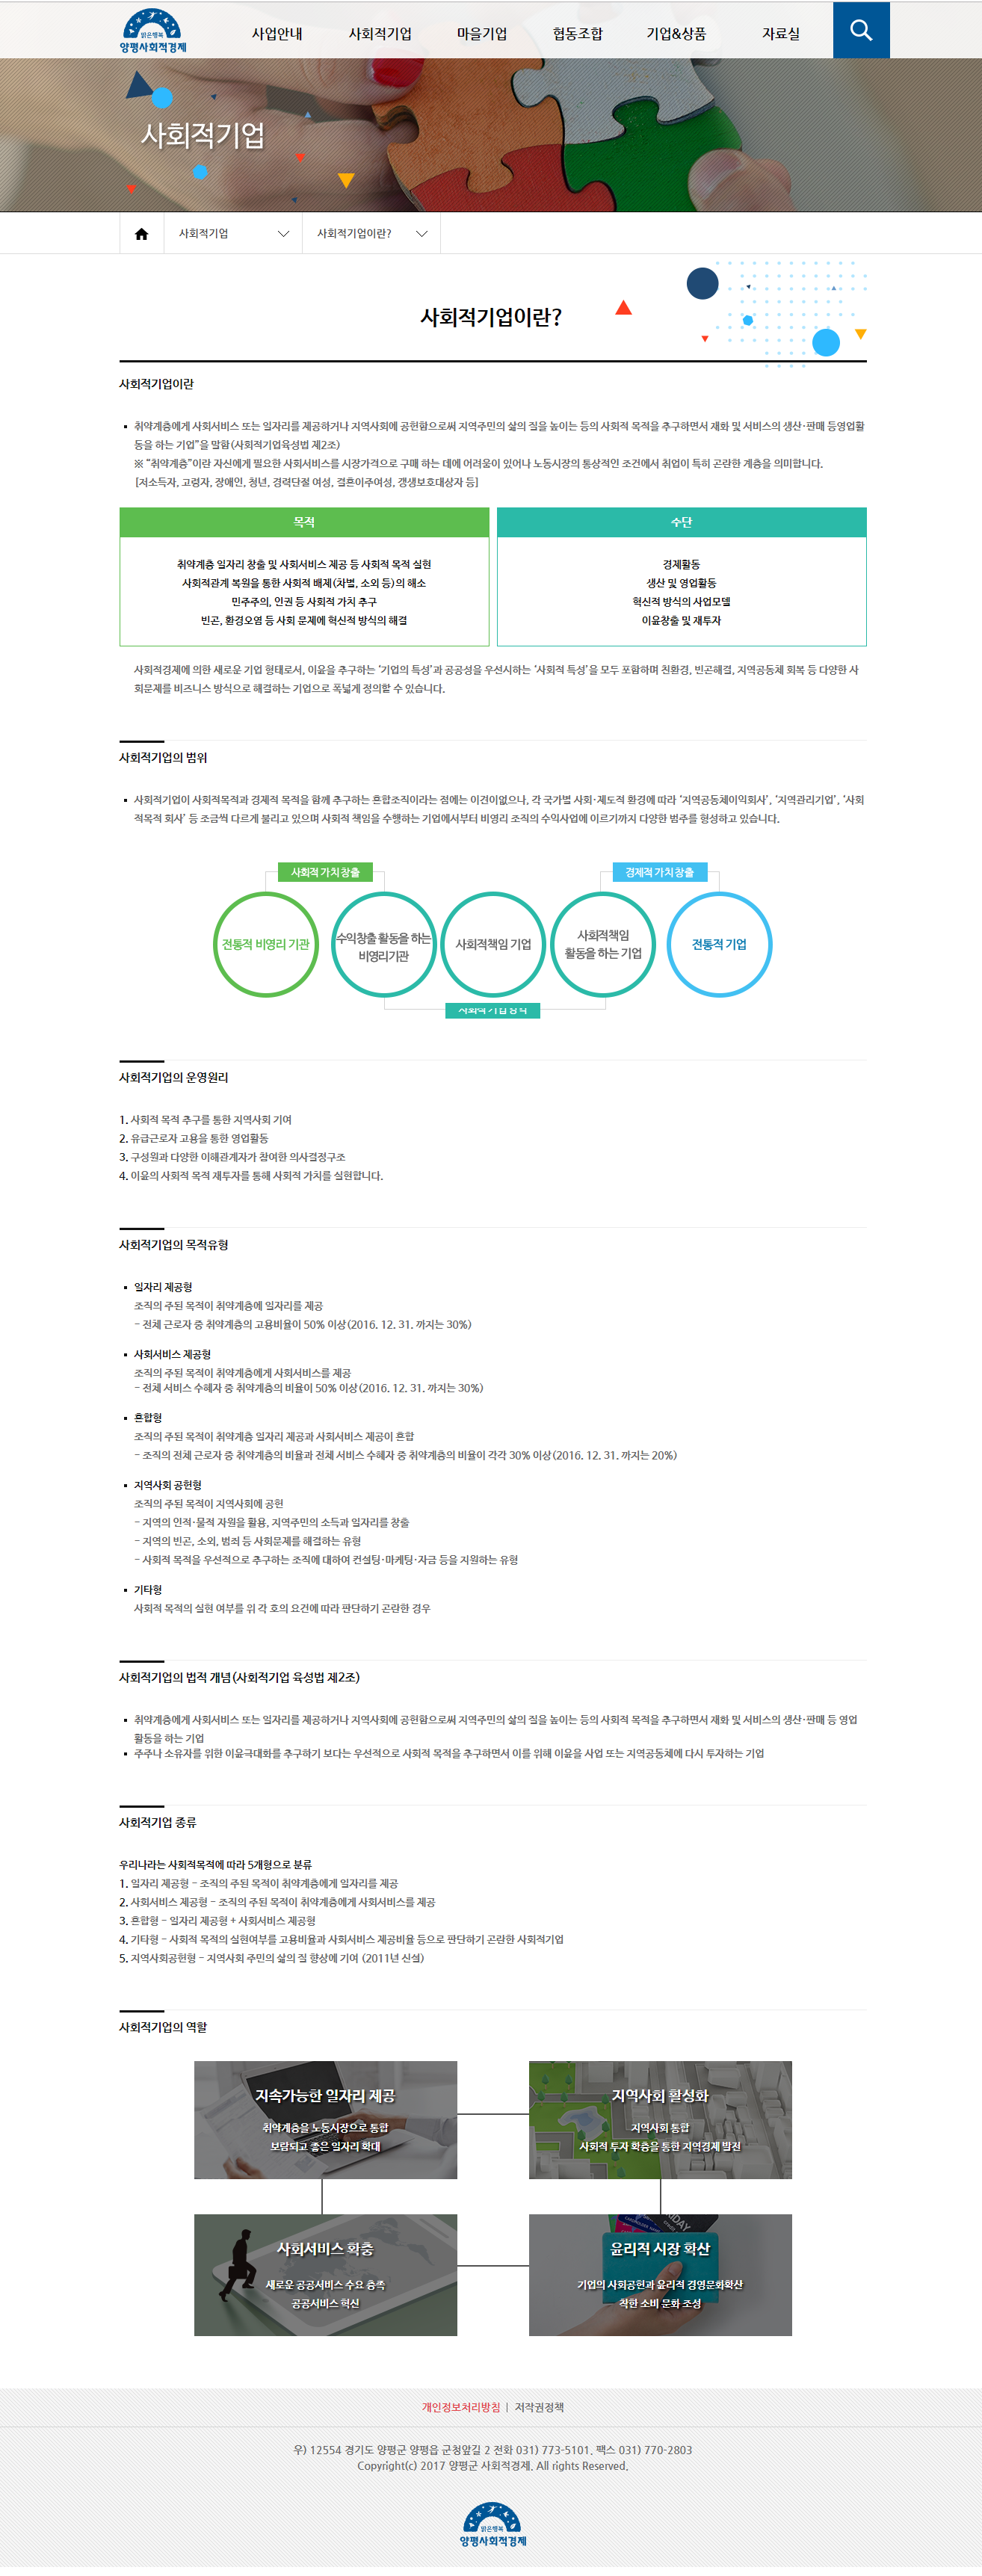 맑은행복
양평사회적경제
사업안내
사회적기업
마을기업
협동조합
기업&상품
자료실
사회적기업
사회적기업
사회적기업이란?
사회적기업이란?
사회적기업이란
취약계층에게 사회서비스 또는 일자리를 제공하거나 지역사회에 공헌함으로써 지역주민의 삶의 질을 높이는 등의 사회적 목적을 추구하면서 재화 및 서비스의 생산·판매 등영업활
동을 하는 기업”을 말함(사회적기업육성법 제2조)
※ “취약계층”이란 자신에게 필요한 사회서비스를 시장가격으로 구매 하는 데에 어려움이 있어나 노동시장의 통상적인 조건에서 취업이 특히 곤란한 계층을 의미합니다.
[저소득자, 고령자, 장애인, 청년, 경력단절 여성, 결혼이주여성, 갱생보호대상자 등]
목적
취약계층 일자리 창출 및 사회서비스 제공 등 사회적 목적 실현
사회적관계 복원을 통한 사회적 배제(차별, 소외 등)의 해소
민주주의, 인권 등 사회적 가치 추구
빈곤, 환경오염 등 사회 문제에 혁신적 방식의 해결
수단
경제활동
생산 및 영업활동
혁신적 방식의 사업모델
이윤창출 및 재투자
사회적경제에 의한 새로운 기업 형태로서, 이윤을 추구하는 ‘기업의 특성’과 공공성을 우선시하는 ‘사회적 특성’을 모두 포함하며 친환경, 빈곤해결, 지역공동체 회복 등 다양한 사
회문제를 비즈니스 방식으로 해결하는 기업으로 폭넓게 정의할 수 있습니다.
사회적기업의 범위
사회적기업이 사회적목적과 경제적 목적을 함께 추구하는 혼합조직이라는 점에는 이견이없으나, 각 국가별 사회·제도적 환경에 따라 ‘지역공동체이익회사’, ‘지역관리기업’, ‘사회
적목적 회사’ 등 조금씩 다르게 불리고 있으며 사회적 책임을 수행하는 기업에서부터 비영리 조직의 수익사업에 이르기까지 다양한 범주를 형성하고 있습니다.
사회적 가치 창출
경제적 가치 창출
전통적 비영리 기관
수익창출 활동을 하는
비영리기관
사회적책임 기업
사회적책임
활동을 하는 기업
전통적 기업
사회적기업의 운영원리
1. 사회적 목적 추구를 통한 지역사회 기여
2. 유급근로자 고용을 통한 영업활동
3. 구성원과 다양한 이해관계자가 참여한 의사결정구조
4. 이윤의 사회적 목적 재투자를 통해 사회적 가치를 실현합니다.
사회적기업의 목적유형
일자리 제공형
조직의 주된 목적이 취약계층에 일자리를 제공
- 전체 근로자 중 취약계층의 고용비율이 50% 이상(2016. 12. 31. 까지는 30%)
사회서비스 제공형
조직의 주된 목적이 취약계층에게 사회서비스를 제공
- 전체 서비스 수혜자 중 취약계층의 비율이 50% 이상(2016. 12. 31. 까지는 30%)
혼합형
조직의 주된 목적이 취약계층 일자리 제공과 사회서비스 제공이 혼합
- 조직의 전체 근로자 중 취약계층의 비율과 전체 서비스 수혜자 중 취약계층의 비율이 각각 30% 이상(2016. 12. 31. 까지는 20%)
지역사회 공헌형
조직의 주된 목적이 지역사회에 공헌
- 지역의 인적·물적 자원을 활용, 지역주민의 소득과 일자리를 창출
- 지역의 빈곤, 소외, 범죄 등 사회문제를 해결하는 유형
- 사회적 목적을 우선적으로 추구하는 조직에 대하여 컨설팅·마케팅·자금 등을 지원하는 유형
기타형
사회적 목적의 실현 여부를 위 각 호의 요건에 따라 판단하기 곤란한 경우
사회적기업의 법적 개념(사회적기업 육성법 제2조)
취약계층에게 사회서비스 또는 일자리를 제공하거나 지역사회에 공헌함으로써 지역주민의 삶의 질을 높이는 등의 사회적 목적을 추구하면서 재화 및 서비스의 생산·판매 등 영업
활동을 하는 기업
주주나 소유자를 위한 이윤극대화를 추구하기 보다는 우선적으로 사회적 목적을 추구하면서 이를 위해 이윤을 사업 또는 지역공동체에 다시 투자하는 기업
사회적기업 종류
우리나라는 사회적목적에 따라 5개형으로 분류
1. 일자리 제공형 - 조직의 주된 목적이 취약계층에게 일자리를 제공
2. 사회서비스 제공형 - 조직의 주된 목적이 취약계층에게 사회서비스를 제공
3. 혼합형 - 일자리 제공형 + 사회서비스 제공형
4. 기타형 - 사회적 목적의 실현여부를 고용비율과 사회서비스 제공비율 등으로 판단하기 곤란한 사회적기업
5. 지역사회공헌형 - 지역사회 주민의 삶의 질 향상에 기여 (2011년 신설)
사회적기업의 역할
지속가능한 일자리 제공
취약계층을 노동시장으로 통합
보람되고 좋은 일자리 확대
지역사회 활성화
지역사회 통합
사회적 투자 확충을 통한 지역경제 발전
사회서비스 확충
새로운 공공서비스 수요 충족
공공서비스 혁신
윤리적 시장 확산
기업의 사회공헌과 윤리적 경영문화확산
착한 소비 문화 조성
개인정보처리방침 | 저작권정책
우) 12554 경기도 양평군 양평읍 군청앞길 2 전화 031) 773-5101. 팩스 031) 770-2803
Copyright(c) 2017 양평군 사회적경제. All rights Reserved.
맑은행복
양평사회적경제